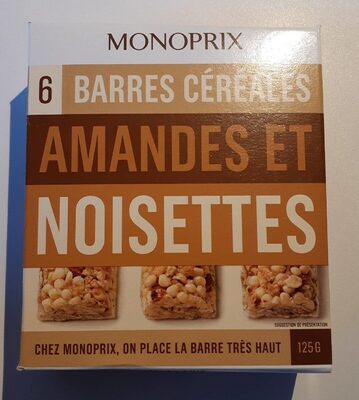 MONOPRIX
6 BARRES CÉRÉALES
AMANDES ET
NOISETTES
SUGGESTION DE PRÉSENTATION
CHEZ MONOPRIX, ON PLACE LA BARRE TRÈS HAUT 125G